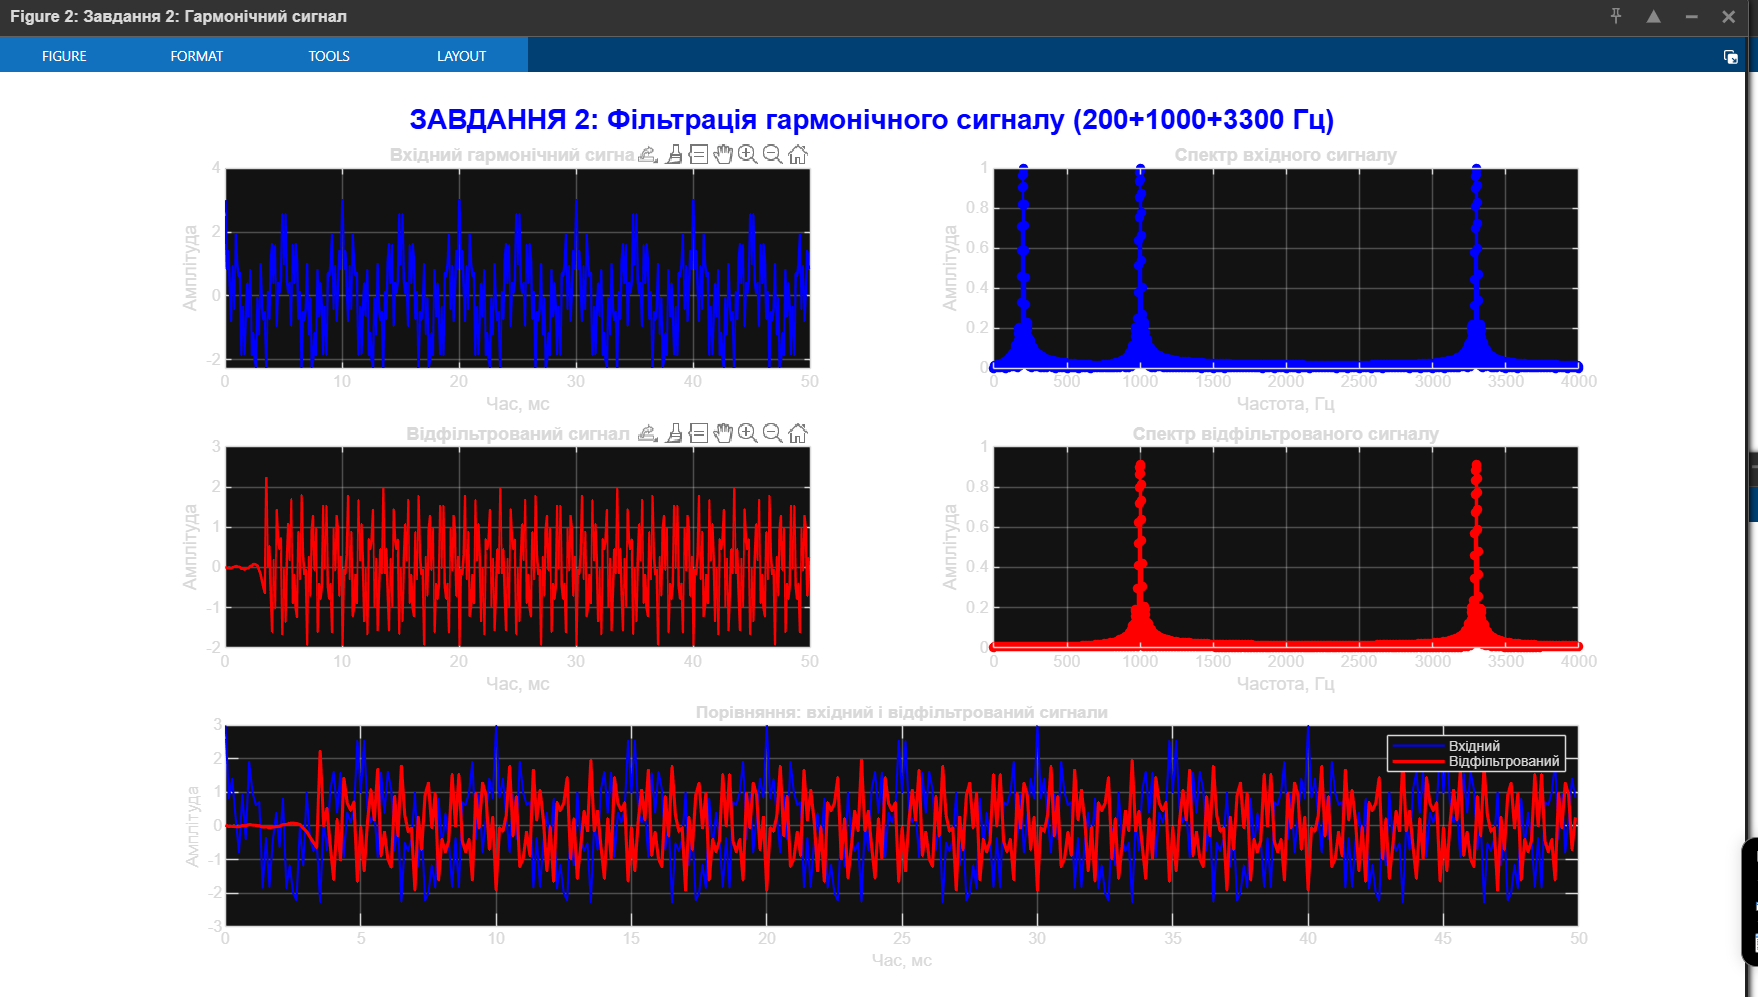 Figure 2: Завдання 2: Гармонічний сигнал
FIGURE FORMAT TOOLS LAYOUT
ЗАВДАННЯ 2: Фільтрація гармонічного сигналу (200+1000+3300 Гц)
Вхідний гармонічний сигна
4
2
0
-2
Амплітуда
0 10 20 30 40 50
Час, мс
Спектр вхідного сигналу
1
0.8
0.6
0.4
0.2
0
Амплітуда
0 500 1000 1500 2000 2500 3000 3500 4000
Частота, Гц
Відфільтрований сигнал
3
2
1
0
-1
-2
Амплітуда
0 10 20 30 40 50
Час, мс
Спектр відфільтрованого сигналу
1
0.8
0.6
0.4
0.2
0
Амплітуда
0 500 1000 1500 2000 2500 3000 3500 4000
Частота, Гц
Порівняння: вхідний і відфільтрований сигнали
3
2
1
0
-1
-2
-3
Амплітуда
Вхідний
Відфільтрований
0 5 10 15 20 25 30 35 40 45 50
Час, мс